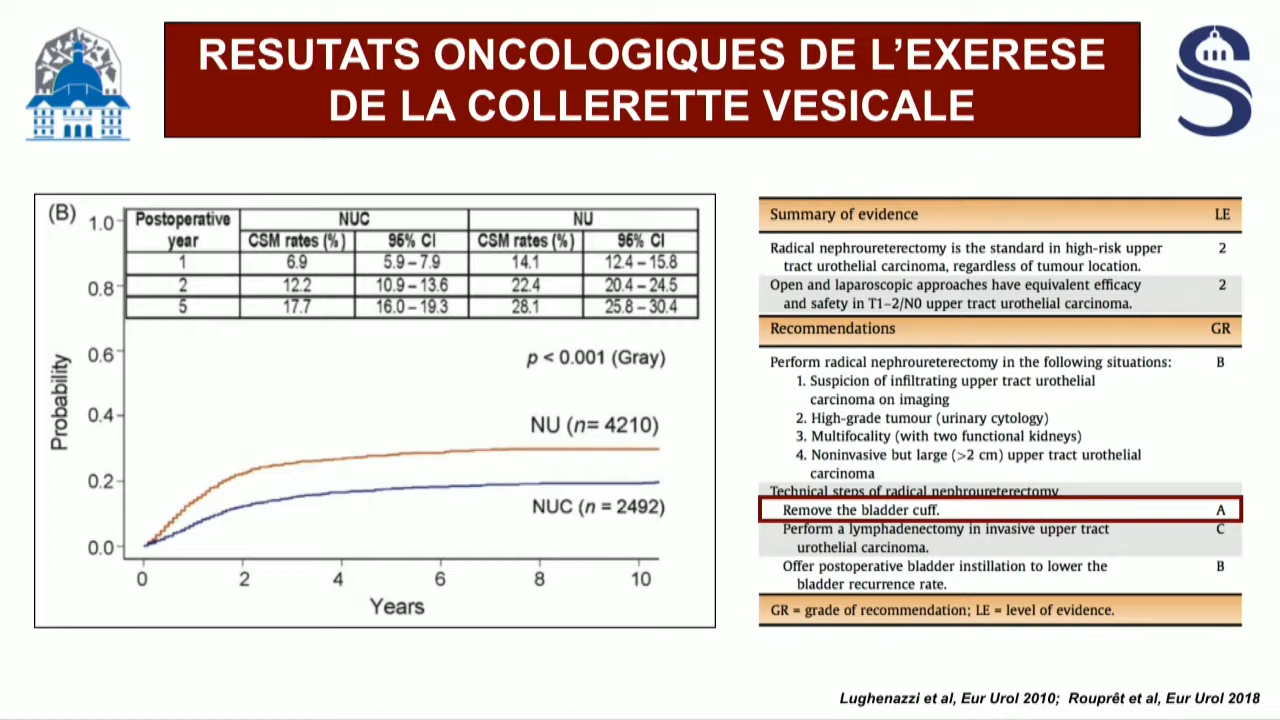 RESUTATS ONCOLOGIQUES DE L’EXERESE
DE LA COLLERETTE VESICALE
(B)
Postoperative year NUC NU
CSM rates (%) 95% CI CSM rates (%) 95% CI
1 6.9 5.9 – 7.9 14.1 12.4 – 15.8
2 12.2 10.9 – 13.6 22.4 20.4 – 24.5
5 17.7 16.0 – 19.3 28.1 25.8 – 30.4
p < 0.001 (Gray)
NU (n= 4210)
NUC (n = 2492)
Probability
1.0
0.8
0.6
0.4
0.2
0.0
0 2 4 6 8 10
Years
Summary of evidence LE
Radical nephroureterectomy is the standard in high-risk upper 2
tract urothelial carcinoma, regardless of tumour location.
Open and laparoscopic approaches have equivalent efficacy 2
and safety in T1–2/N0 upper tract urothelial carcinoma.
Recommendations GR
Perform radical nephroureterectomy in the following situations: B
1. Suspicion of infiltrating upper tract urothelial
carcinoma on imaging
2. High-grade tumour (urinary cytology)
3. Multifocality (with two functional kidneys)
4. Noninvasive but large (>2 cm) upper tract urothelial
carcinoma
Technical steps of radical nephroureterectomy
Remove the bladder cuff. A
Perform a lymphadenectomy in invasive upper tract C
urothelial carcinoma.
Offer postoperative bladder instillation to lower the B
bladder recurrence rate.
GR = grade of recommendation; LE = level of evidence.
Lughenazzi et al, Eur Urol 2010; Rouprêt et al, Eur Urol 2018